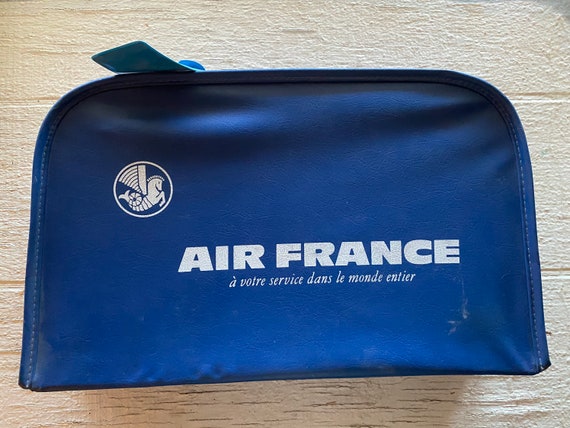 AIR FRANCE
à votre service dans le monde entier